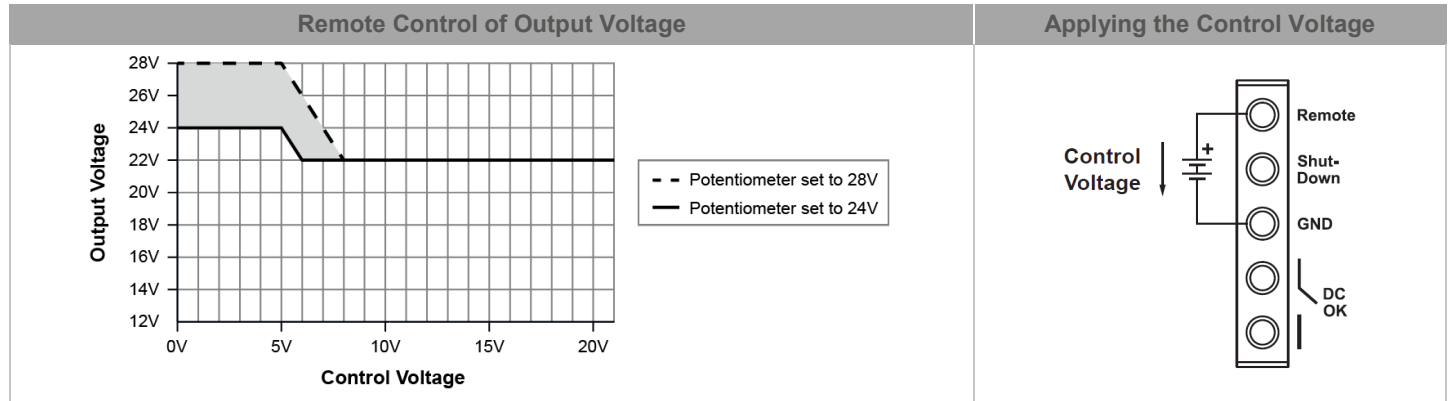 Remote Control of Output Voltage
Applying the Control Voltage
28V
26V
24V
22V
20V
18V
16V
14V
12V
Output Voltage
0V
5V
10V
15V
20V
Control Voltage
Potentiometer set to 28V
Potentiometer set to 24V
Control
Voltage
+
Remote
Shut-
Down
GND
DC
OK